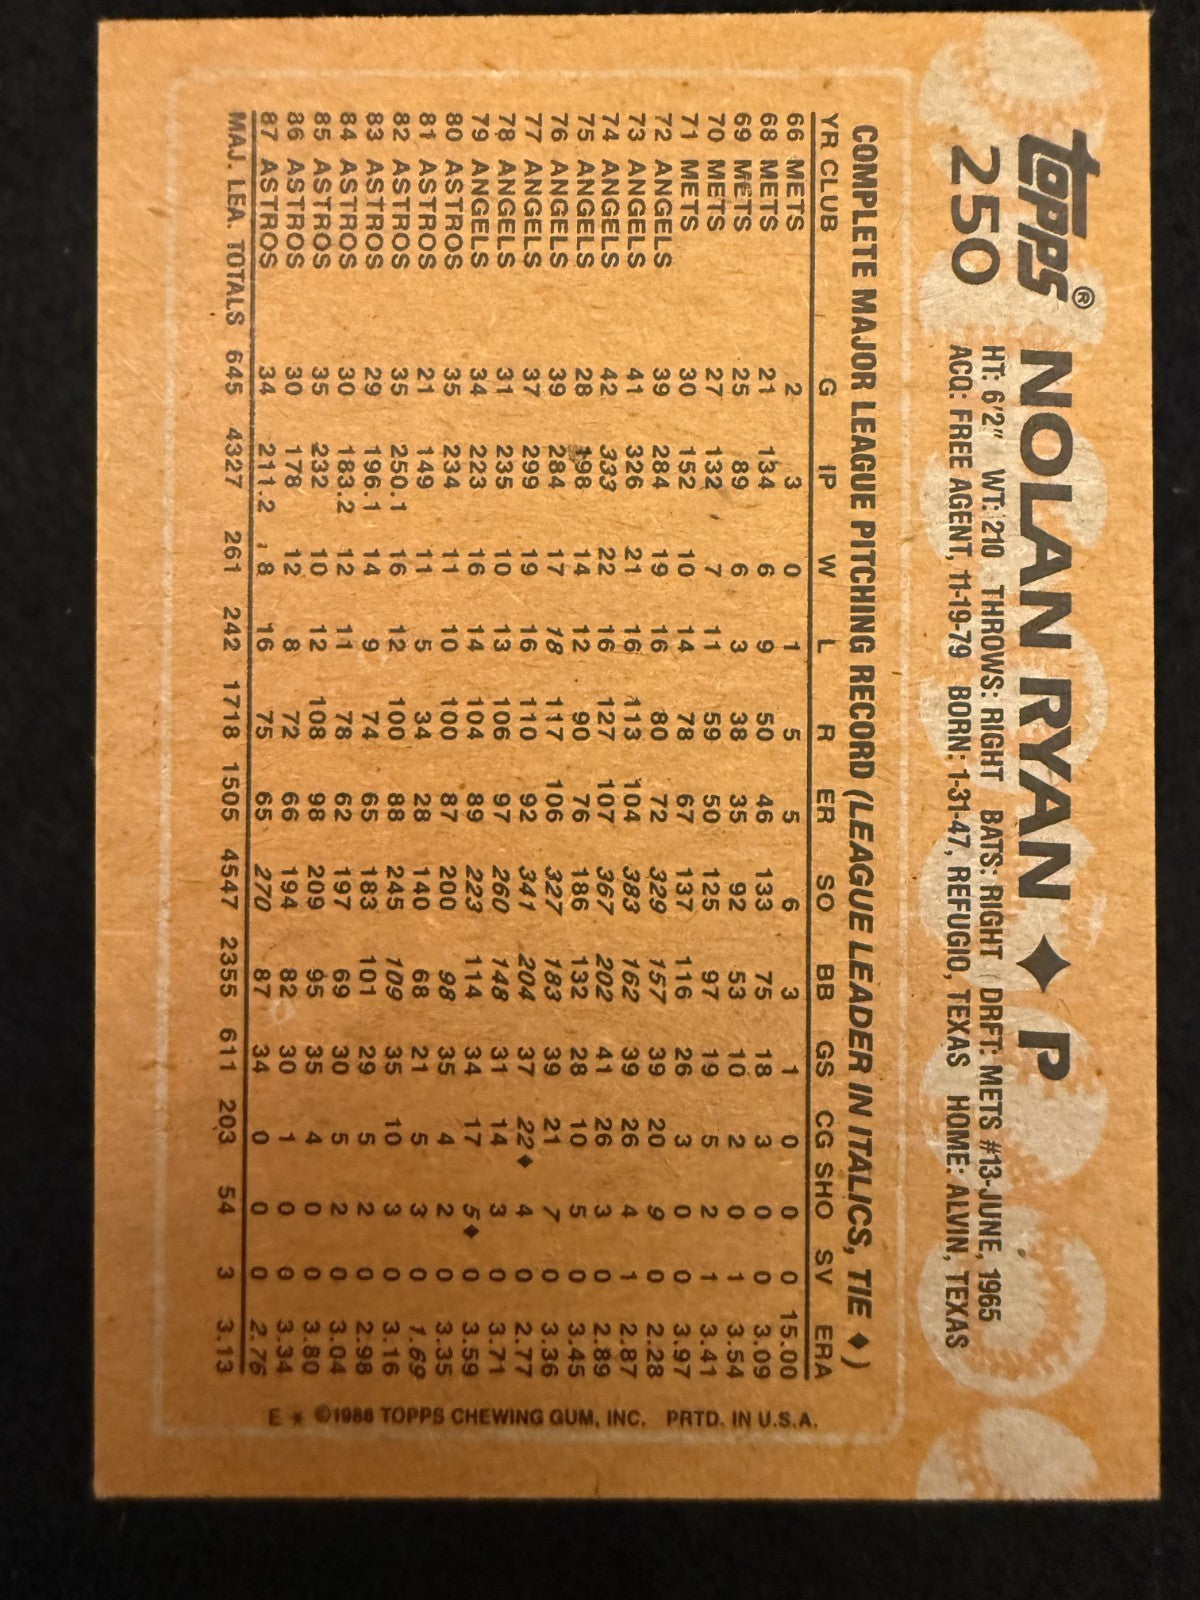 topps® NOLAN RYAN ♦ P
250
HT: 6'2" WT: 210 THROWS: RIGHT BATS: RIGHT DRFT: METS #13-JUNE, 1965
ACQ: FREE AGENT, 11-19-79 BORN: 1-31-47, REFUGIO, TEXAS HOME: ALVIN, TEXAS
COMPLETE MAJOR LEAGUE PITCHING RECORD (LEAGUE LEADER IN ITALICS, TIE ♦)
YR CLUB G IP W L R ER SO BB GS CG SHO SV ERA
66 METS 2 3 0 1 5 5 6 3 1 0 0 0 15.00
68 METS 21 134 6 9 50 46 133 75 18 3 0 0 3.09
69 METS 25 89 6 3 38 35 92 53 10 2 0 1 3.54
70 METS 27 132 7 11 59 50 125 97 19 5 2 1 3.41
71 METS 30 152 10 14 78 67 137 116 26 3 0 0 3.97
72 ANGELS 39 284 19 16 80 72 329 157 39 20 9 0 2.28
73 ANGELS 41 326 21 16 113 104 383 162 39 26 4 1 2.87
74 ANGELS 42 333 22 16 127 107 367 202 41 26 3 0 2.89
75 ANGELS 28 198 14 12 90 76 186 132 28 10 5 0 3.45
76 ANGELS 39 284 17 18 117 106 327 183 39 21 7 0 3.36
77 ANGELS 37 299 19 16 110 92 341 204 37 22♦ 4 0 2.77
78 ANGELS 31 235 10 13 106 97 260 148 31 14 3 0 3.71
79 ANGELS 34 223 16 14 104 89 223 114 34 17 5♦ 0 3.59
80 ASTROS 35 234 11 10 100 87 200 98 35 4 2 0 3.35
81 ASTROS 21 149 11 5 34 28 140 68 21 5 3 0 1.69
82 ASTROS 35 250.1 16 12 100 88 245 109 35 10 3 0 3.16
83 ASTROS 29 196.1 14 9 74 65 183 101 29 5 2 0 2.98
84 ASTROS 30 183.2 12 11 78 62 197 69 30 5 2 0 3.04
85 ASTROS 35 232 10 12 108 98 209 95 35 4 0 0 3.80
86 ASTROS 30 178 12 8 72 66 194 82 30 1 0 0 3.34
87 ASTROS 34 211.2 8 16 75 65 270 87 34 0 0 0 2.76
MAJ. LEA. TOTALS 645 4327 261 242 1718 1505 4547 2355 611 203 54 3 3.13
E * ©1988 TOPPS CHEWING GUM, INC. PRTD. IN U.S.A.